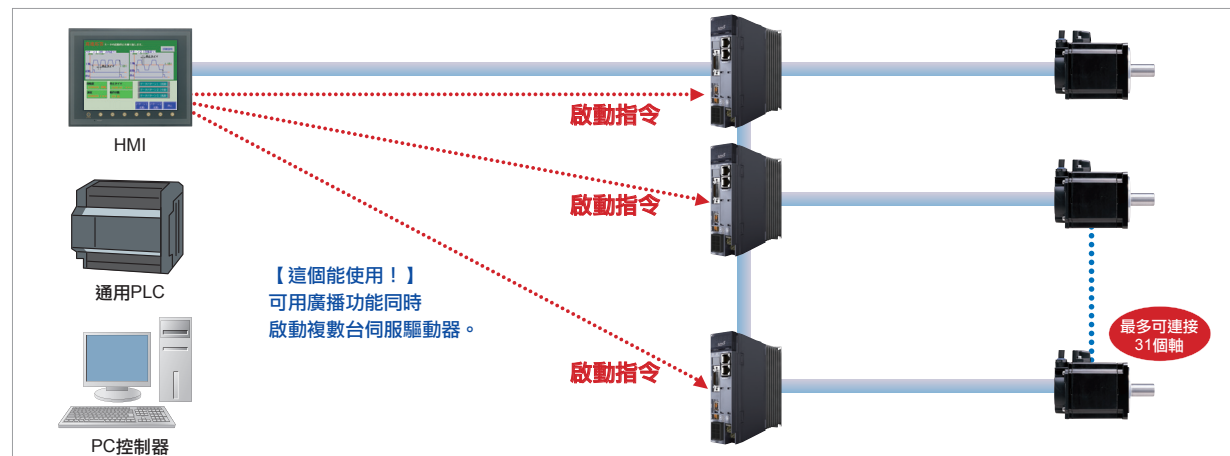 HMI
啟動指令
啟動指令
通用PLC
【這個能使用！】
可用廣播功能同時
啟動複數台伺服驅動器。
最多可連接
31個軸
啟動指令
PC控制器